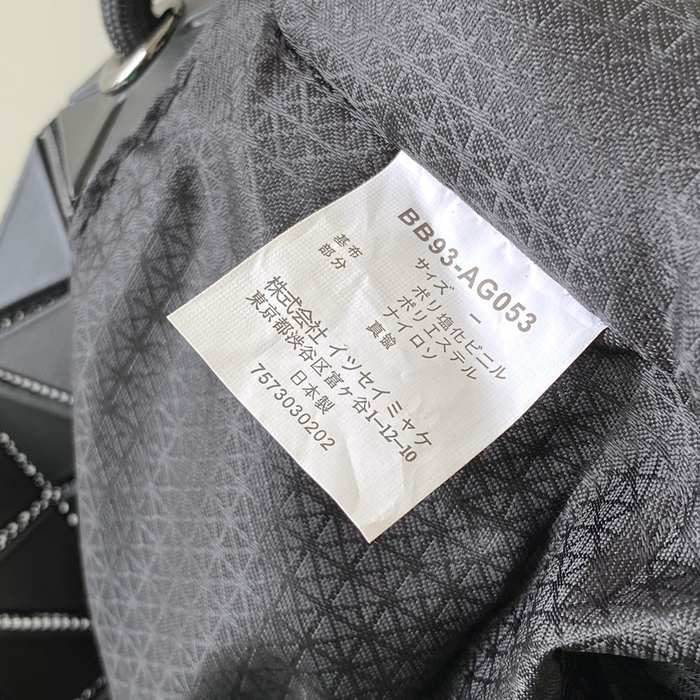 BB93-AG053
サイズ －
ポリ塩化ビニル
基布 ポリエステル
部分 ナイロン
真鍮
株式会社 イッセイミヤケ
東京都渋谷区富ケ谷1-12-10
日本製
7573030202